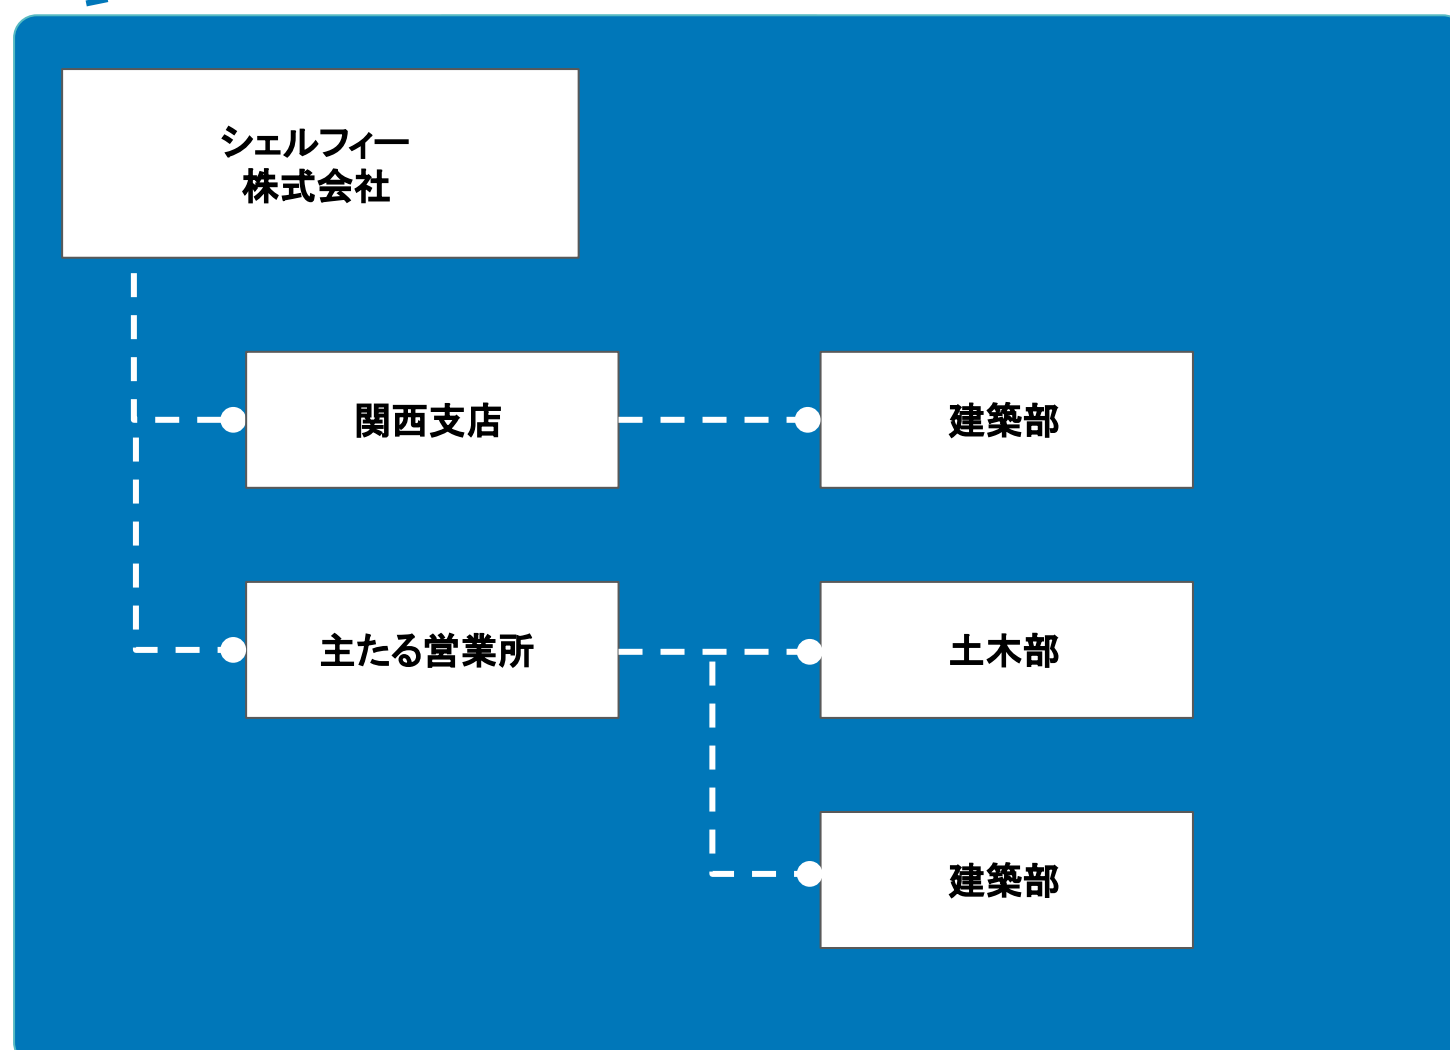 シェルフィー
株式会社
関西支店
建築部
主たる営業所
土木部
建築部